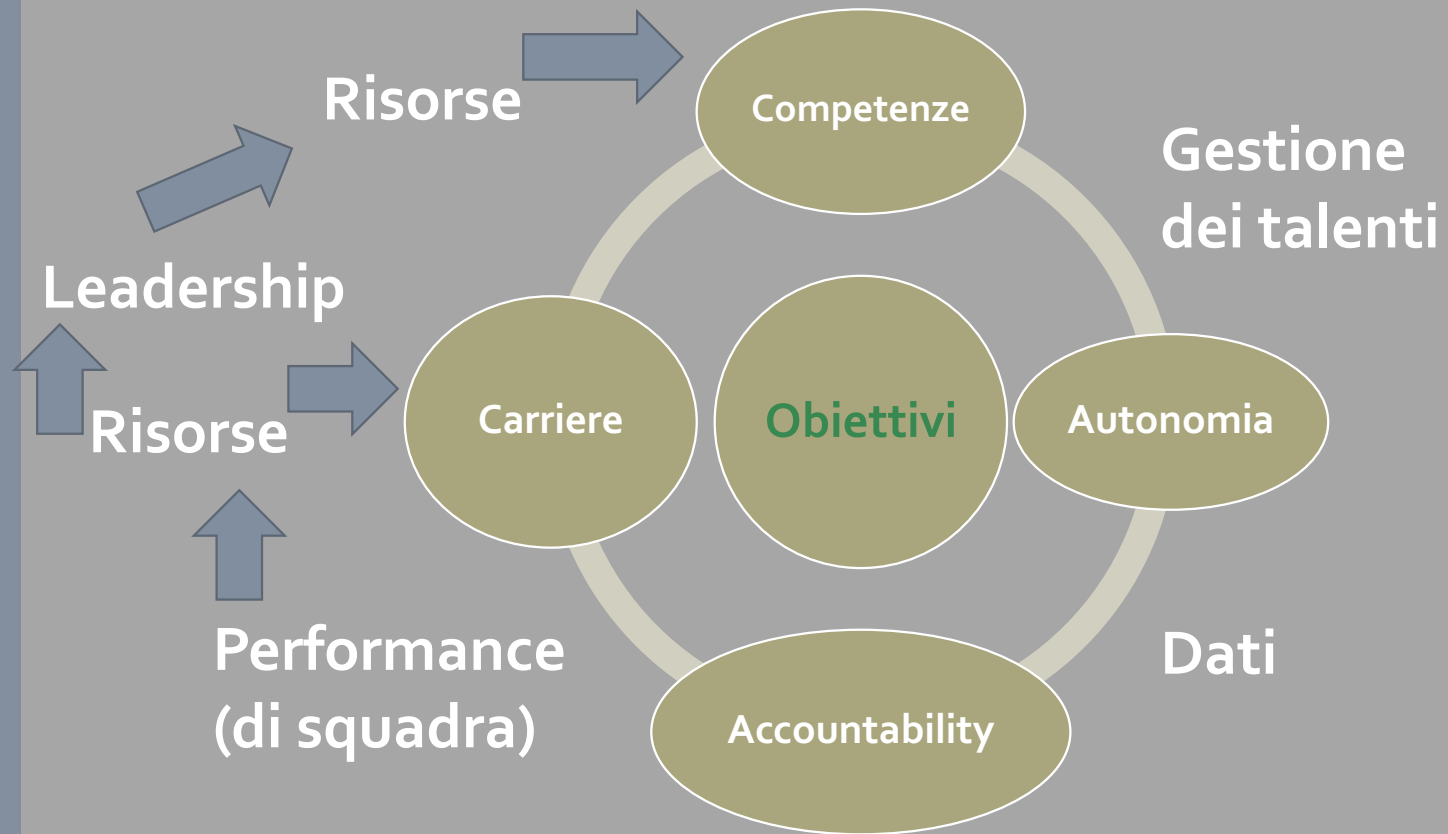 Risorse
Competenze
Gestione
dei talenti
Leadership
Risorse
Carriere
Obiettivi
Autonomia
Performance
(di squadra)
Dati
Accountability